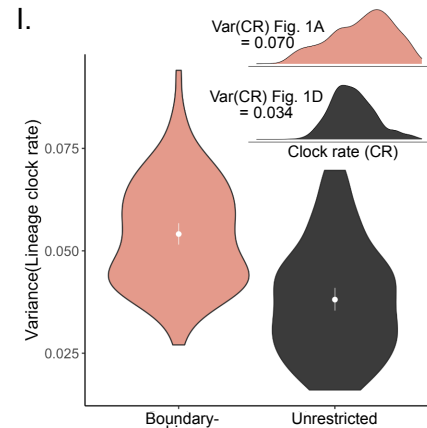 I.
Var(CR) Fig. 1A
= 0.070
Var(CR) Fig. 1D
= 0.034
Clock rate (CR)
Variance(Lineage clock rate)
0.075
0.050
0.025
Boundary-
Unrestricted